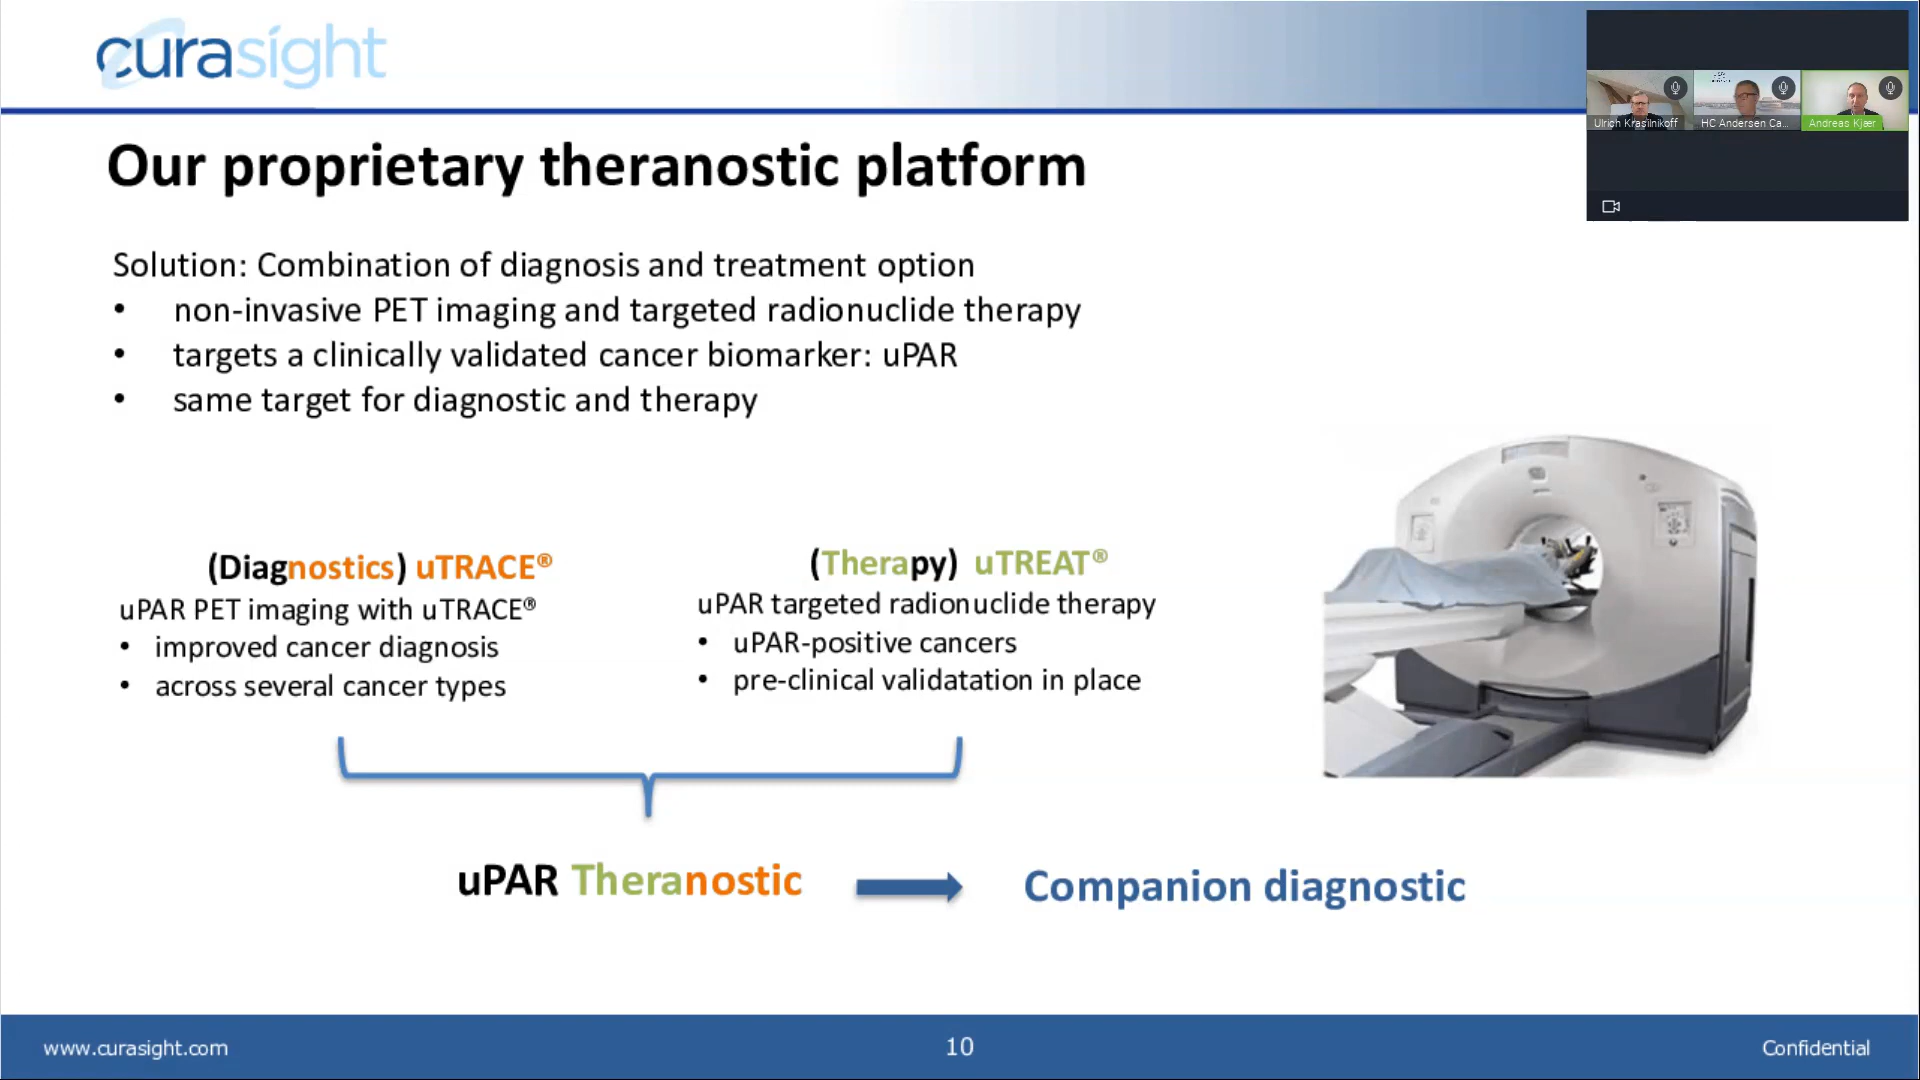 curasight
Ulrich Krasilnikoff
HC Andersen Ca...
Andreas Kjær
Our proprietary theranostic platform
Solution: Combination of diagnosis and treatment option
• non-invasive PET imaging and targeted radionuclide therapy
• targets a clinically validated cancer biomarker: uPAR
• same target for diagnostic and therapy
(Diagnostics) uTRACE®
uPAR PET imaging with uTRACE®
• improved cancer diagnosis
• across several cancer types
(Therapy) uTREAT®
uPAR targeted radionuclide therapy
• uPAR-positive cancers
• pre-clinical validatation in place
uPAR Theranostic
Companion diagnostic
www.curasight.com
10
Confidential